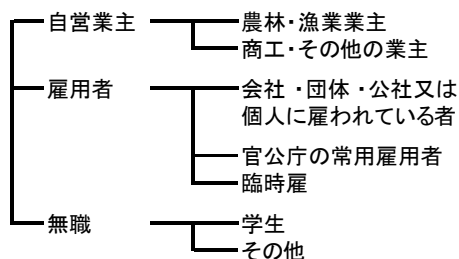 自営業主
農林・漁業業主
商工・その他の業主
雇用者
会社・団体・公社又は
個人に雇われている者
官公庁の常用雇用者
臨時雇
無職
学生
その他